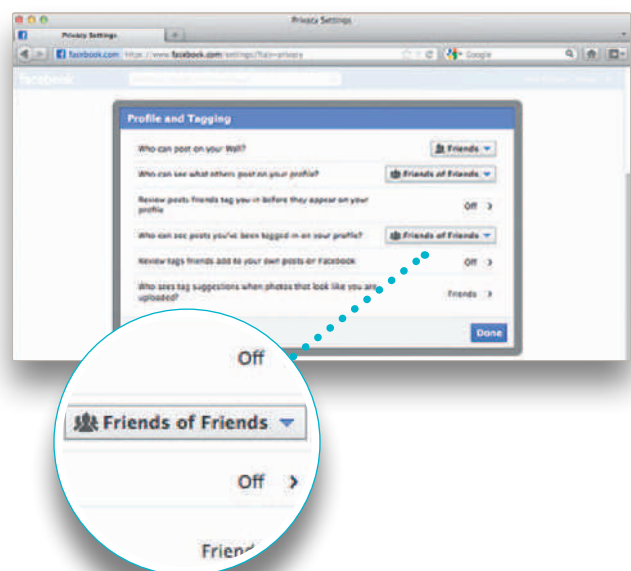 Privacy Settings
Privacy Settings
facebook.com https://www.facebook.com/settings/?tab=privacy
Google
facebook
Profile and Tagging
Who can post on your Wall?
Friends
Who can see what others post on your profile?
Friends of Friends
Review posts friends tag you in before they appear on your
profile
Off
Who can see posts you've been tagged in on your profile?
Friends of Friends
Review tags friends add to your own posts on Facebook
Off
Who sees tag suggestions when photos that look like you are
uploaded?
Friends
Done
Off
Friends of Friends
Off
Friend